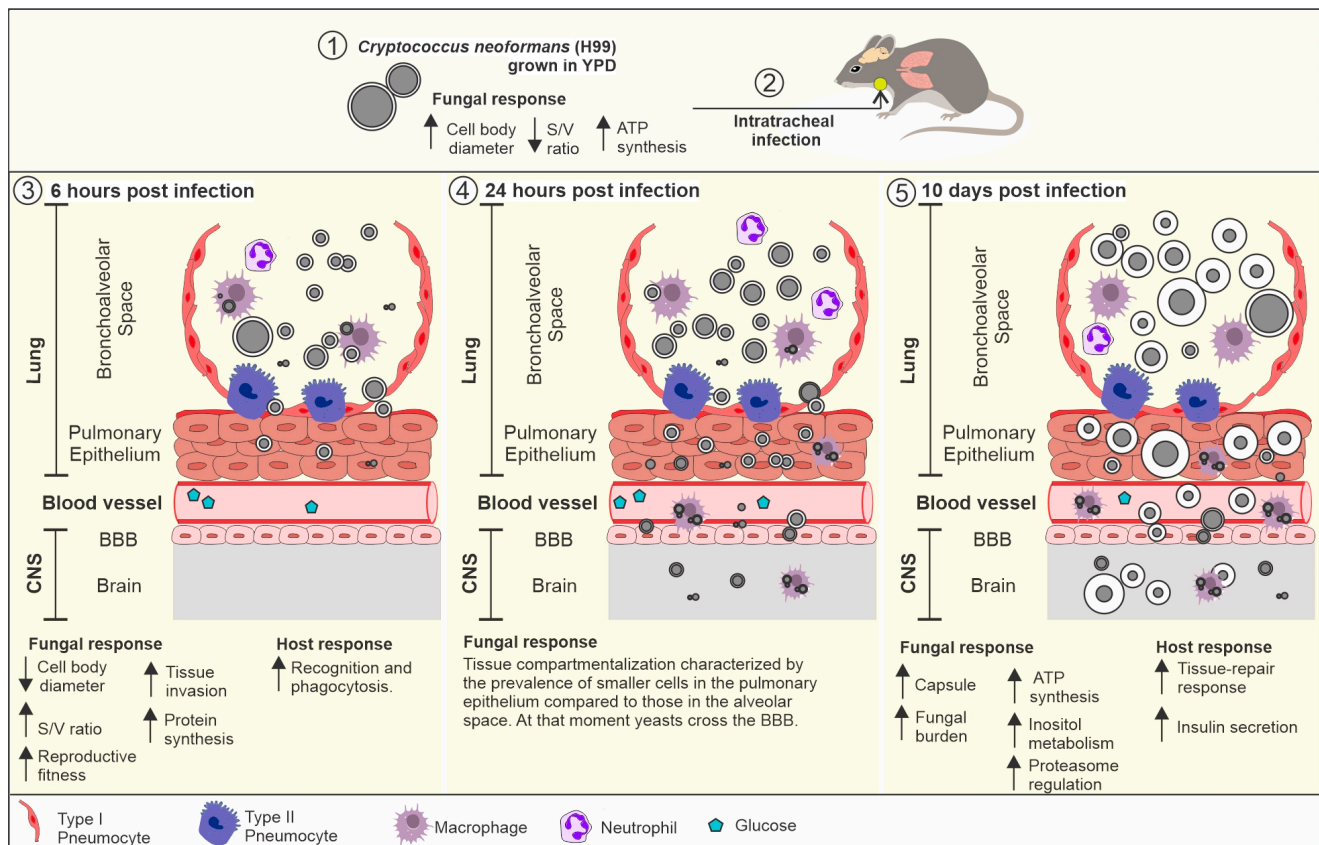 1
Cryptococcus neoformans (H99)
grown in YPD
Fungal response
Cell body
diameter
S/V
ratio
ATP
synthesis
2
Intratracheal
infection
3 6 hours post infection
Lung
Bronchoalveolar
Space
Pulmonary
Epithelium
Blood vessel
CNS
BBB
Brain
Fungal response
Cell body
diameter
S/V ratio
Reproductive
fitness
Tissue
invasion
Protein
synthesis
Host response
Recognition and
phagocytosis.
4 24 hours post infection
Lung
Bronchoalveolar
Space
Pulmonary
Epithelium
Blood vessel
CNS
BBB
Brain
Fungal response
Tissue compartmentalization characterized by
the prevalence of smaller cells in the pulmonary
epithelium compared to those in the alveolar
space. At that moment yeasts cross the BBB.
5 10 days post infection
Lung
Bronchoalveolar
Space
Pulmonary
Epithelium
Blood vessel
CNS
BBB
Brain
Fungal response
Capsule
Fungal
burden
ATP
synthesis
Inositol
metabolism
Proteasome
regulation
Host response
Tissue-repair
response
Insulin secretion
Type I
Pneumocyte
Type II
Pneumocyte
Macrophage
Neutrophil
Glucose